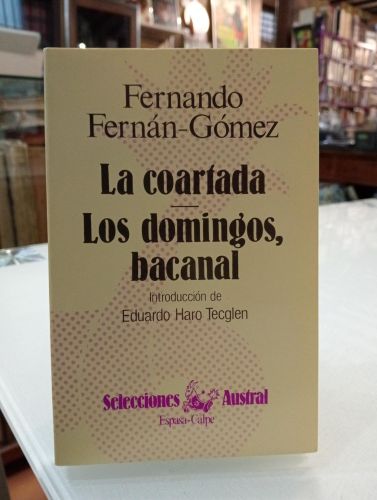 Fernando
Fernán-Gómez
La coartada
Los domingos,
bacanal
Introducción de
Eduardo Haro Tecglen
Selecciones Austral
Espasa-Calpe